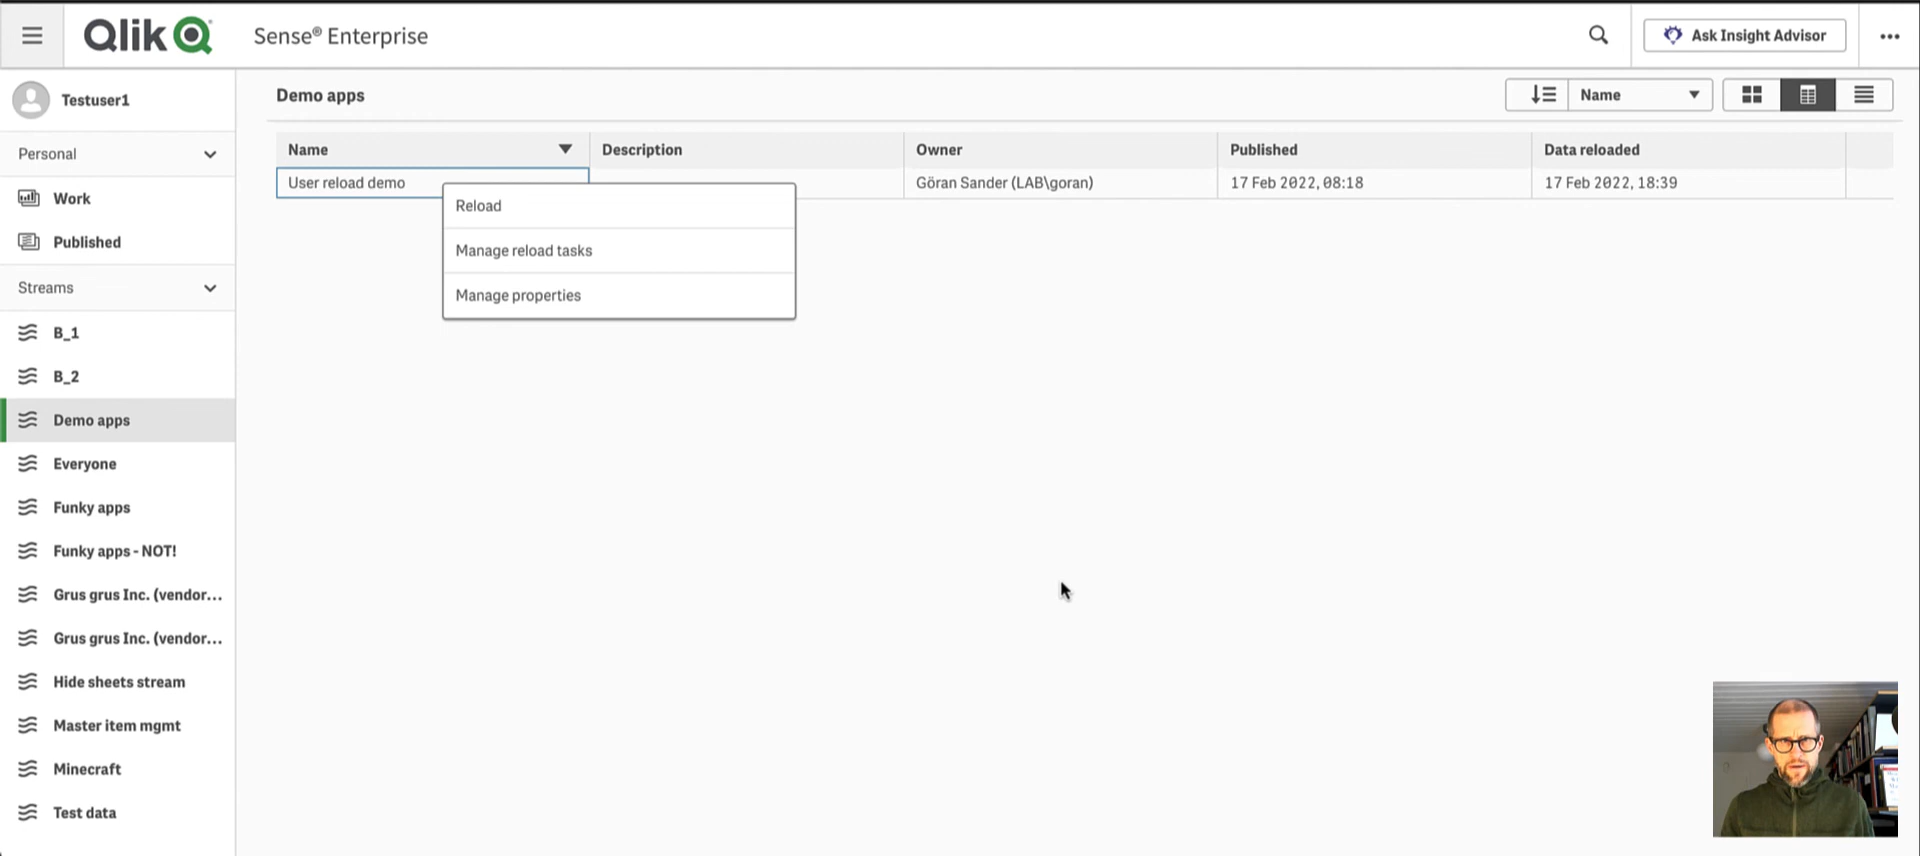 Qlik
Sense® Enterprise
Ask Insight Advisor
Testuser1
Personal
Work
Published
Streams
B_1
B_2
Demo apps
Everyone
Funky apps
Funky apps - NOT!
Grus grus Inc. (vendor...
Grus grus Inc. (vendor...
Hide sheets stream
Master item mgmt
Minecraft
Test data
Demo apps
Name
Name
Description
Owner
Published
Data reloaded
User reload demo
Göran Sander (LAB\goran)
17 Feb 2022, 08:18
17 Feb 2022, 18:39
Reload
Manage reload tasks
Manage properties